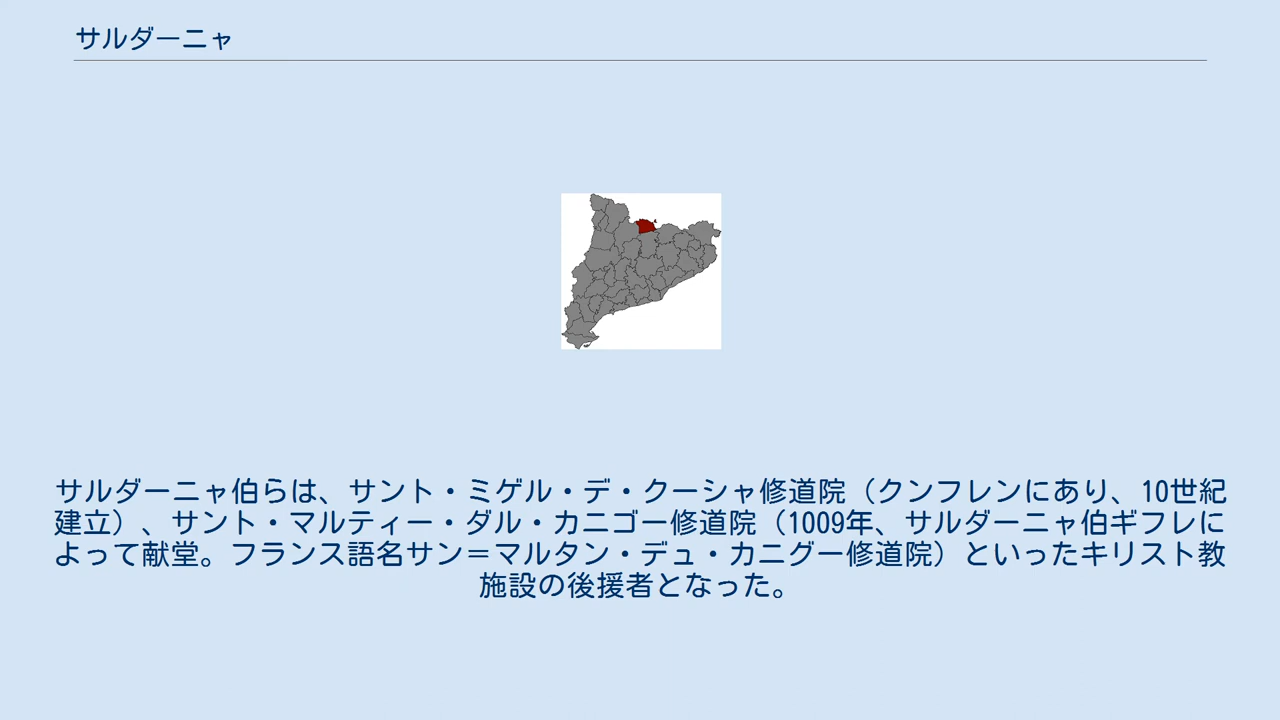 サルダーニャ
サルダーニャ伯らは、サント・ミゲル・デ・クーシャ修道院（クンフレンにあり、10世紀
建立）、サント・マルティー・ダル・カニゴー修道院（1009年、サルダーニャ伯ギフレに
よって献堂。フランス語名サン＝マルタン・デュ・カニグー修道院）といったキリスト教
施設の後援者となった。